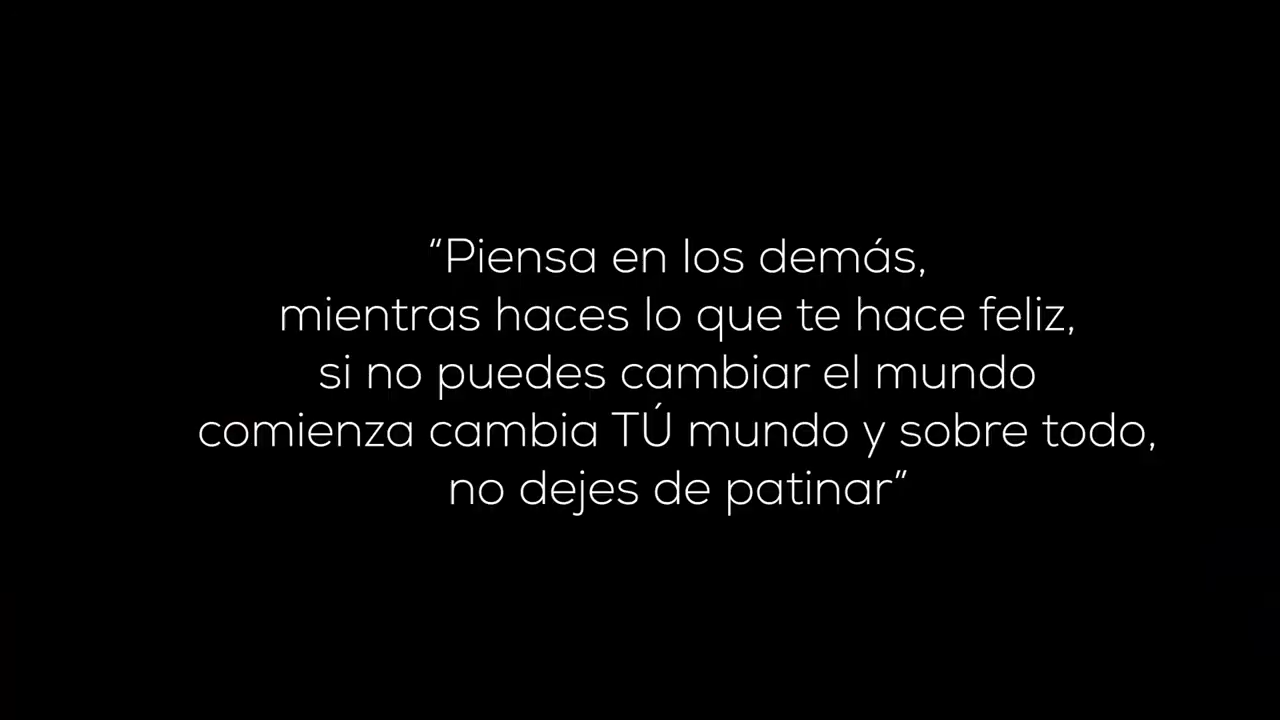 “Piensa en los demás,
mientras haces lo que te hace feliz,
si no puedes cambiar el mundo
comienza cambia TÚ mundo y sobre todo,
no dejes de patinar”